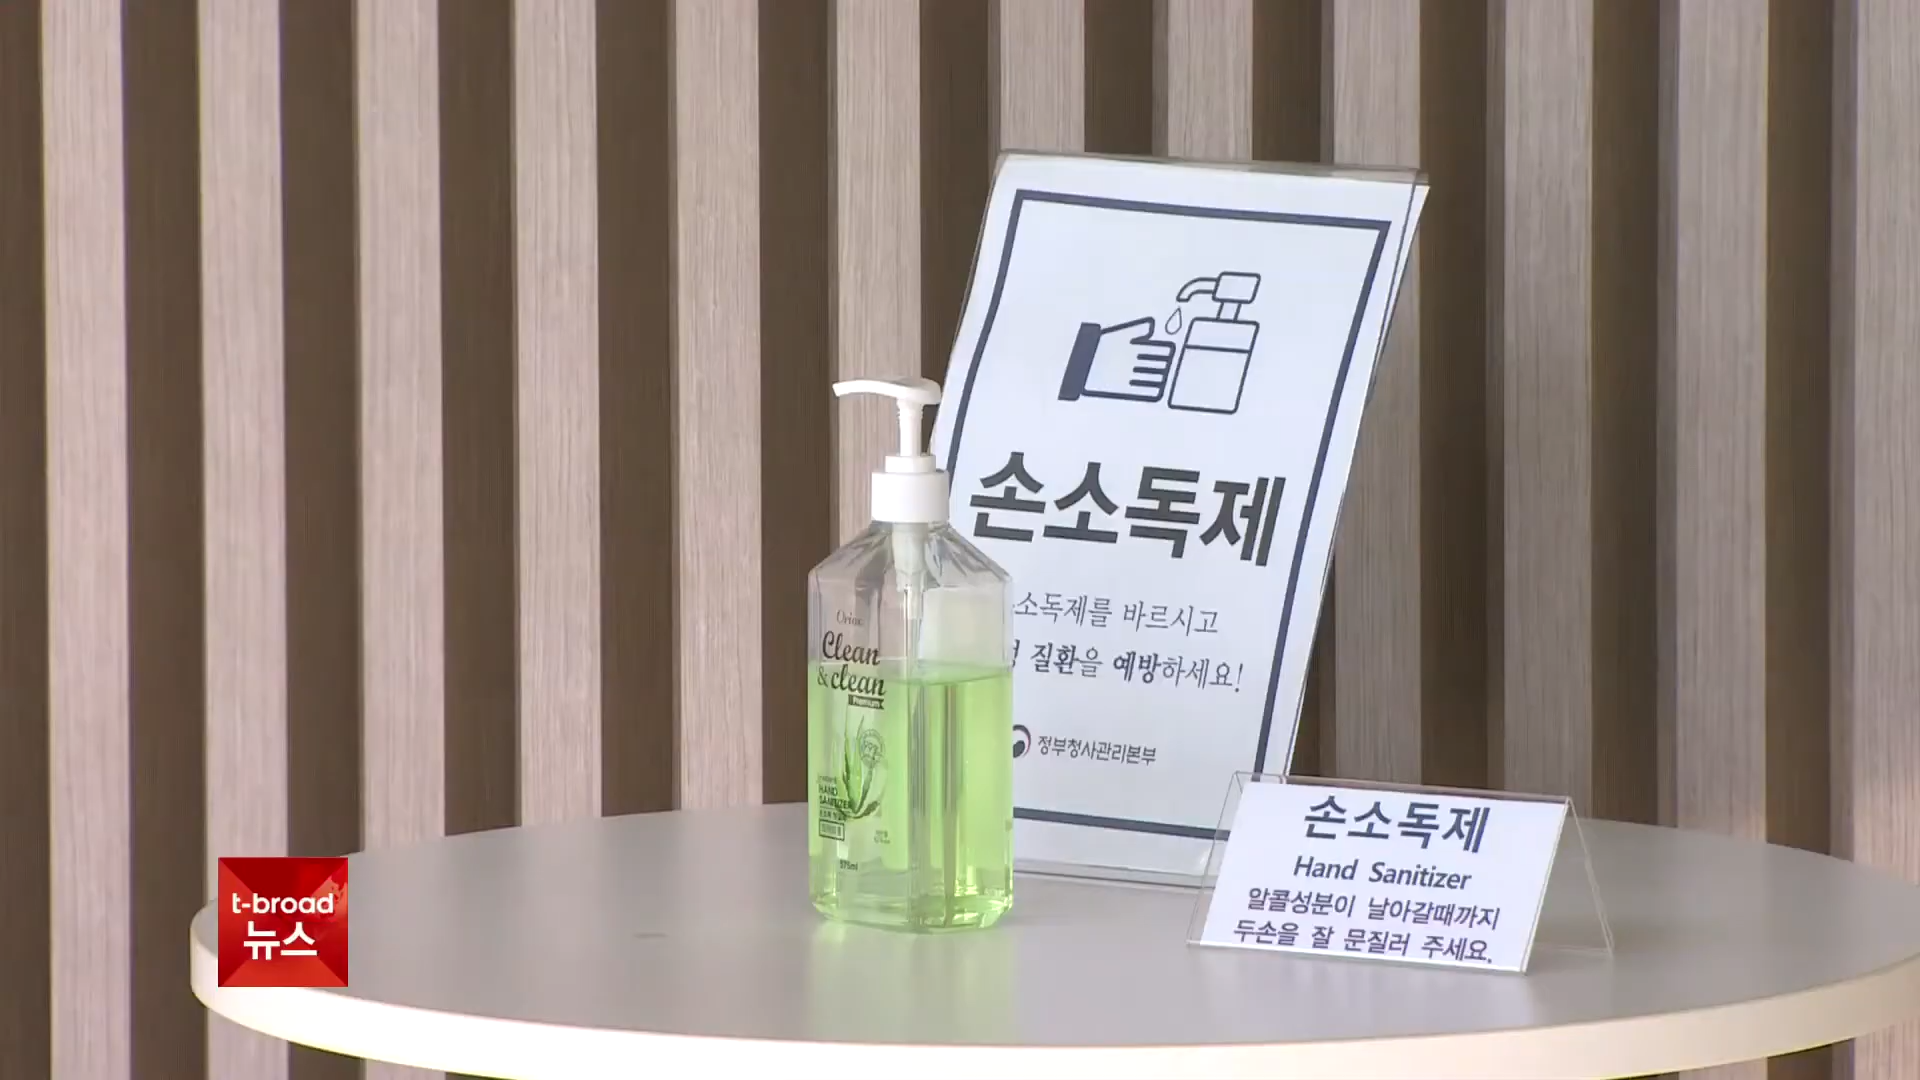 손소독제
소독제를 바르시고
질환을 예방하세요!
정부청사관리본부
Clean
& clean
Premium
HAND
SANITIZER
손소독제
Hand Sanitizer
알콜성분이 날아갈때까지
두손을 잘 문질러 주세요.
t-broad
뉴스